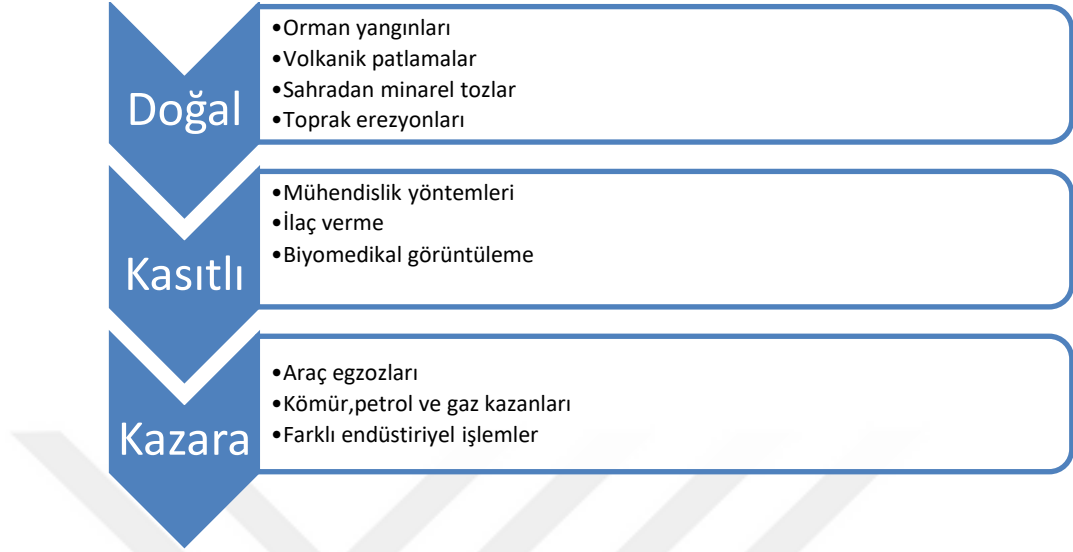 Doğal
•Orman yangınları
•Volkanik patlamalar
•Sahradan minarel tozlar
•Toprak erezyonları
Kasıtlı
•Mühendislik yöntemleri
•İlaç verme
•Biyomedikal görüntüleme
Kazara
•Araç egzozları
•Kömür,petrol ve gaz kazanları
•Farklı endüstiriyel işlemler